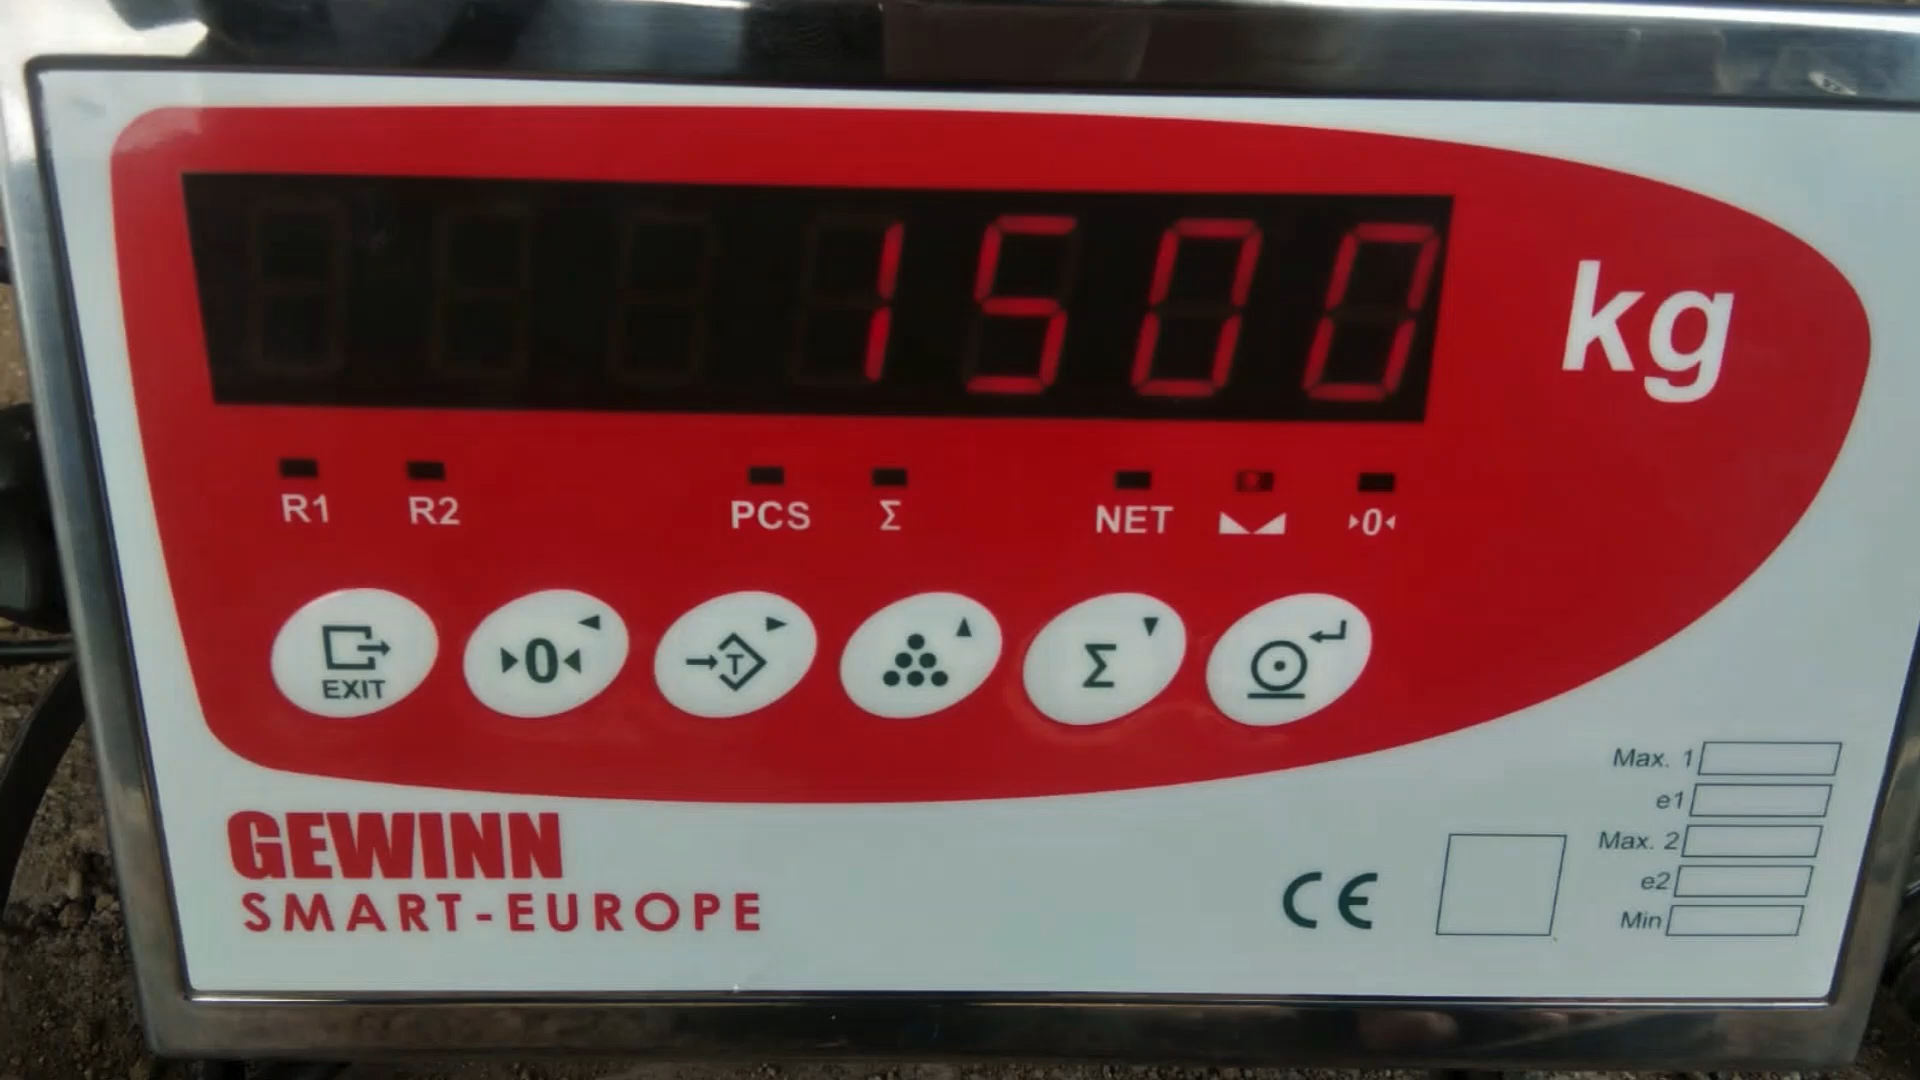 1500 kg
R1 R2 PCS Σ NET ▸0◂
EXIT ▸0◂ T Σ
Max. 1
e1
Max. 2
e2
Min
GEWINN
SMART-EUROPE
CE